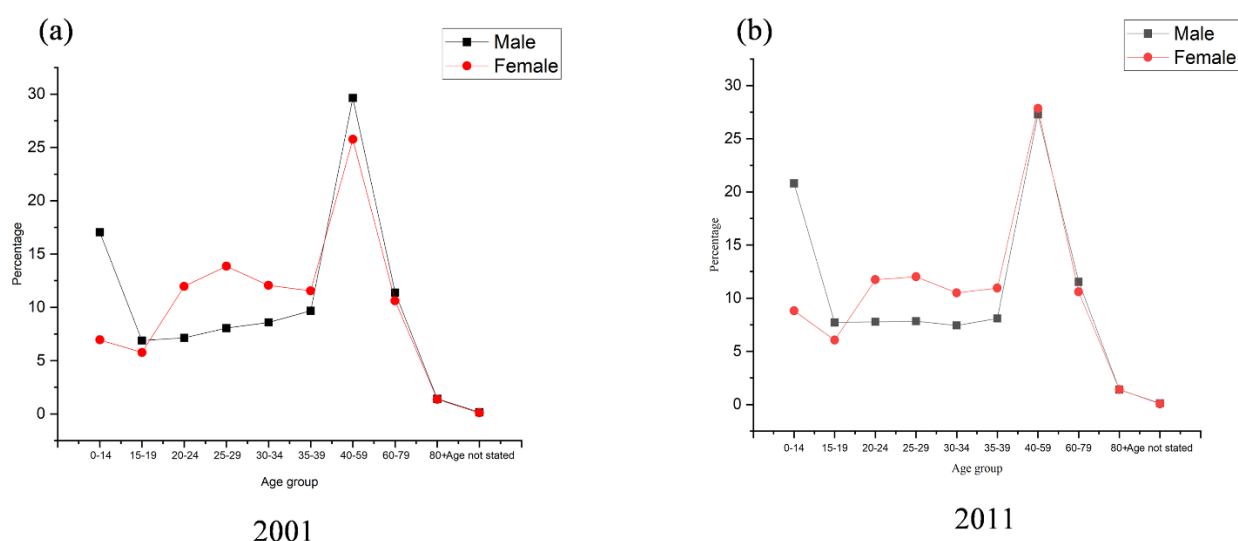 (a)
Male
Female
30
25
20
15
10
5
0
Percentage
0-14 15-19 20-24 25-29 30-34 35-39 40-59 60-79 80+Age not stated
Age group
2001
(b)
Male
Female
30
25
20
15
10
5
0
Percentage
0-14 15-19 20-24 25-29 30-34 35-39 40-59 60-79 80+Age not stated
Age group
2011